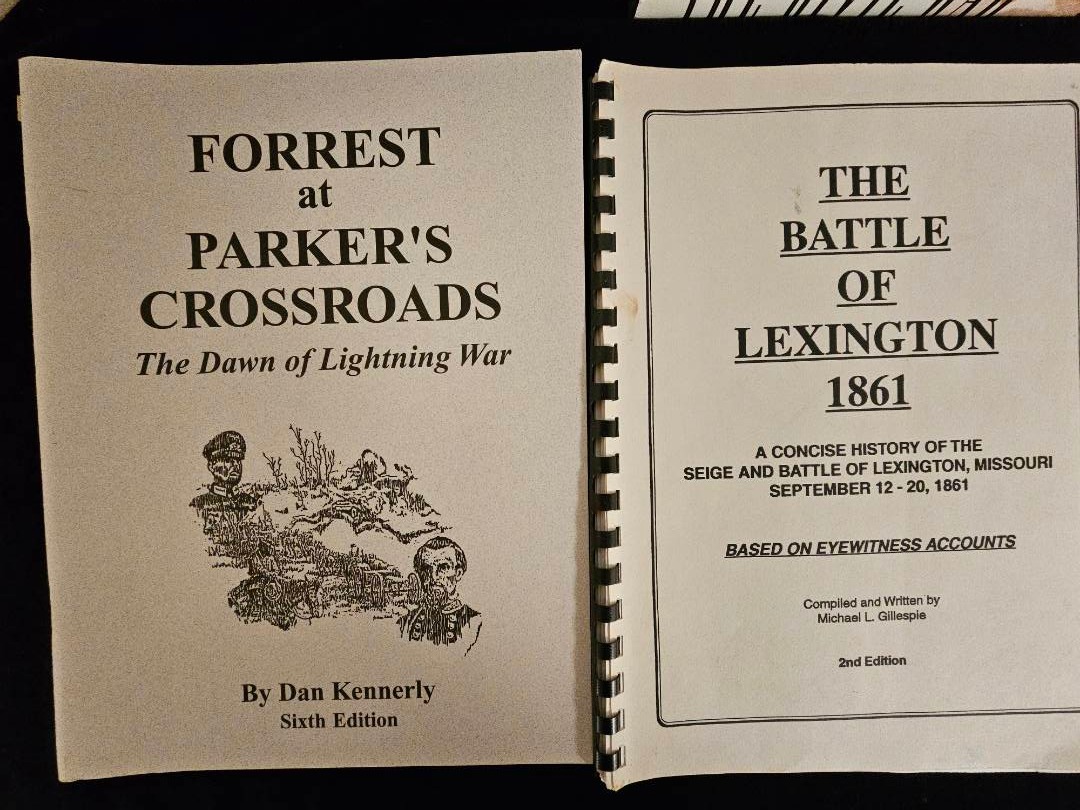 FORREST
at
PARKER'S
CROSSROADS
The Dawn of Lightning War
By Dan Kennerly
Sixth Edition
THE
BATTLE
OF
LEXINGTON
1861
A CONCISE HISTORY OF THE
SEIGE AND BATTLE OF LEXINGTON, MISSOURI
SEPTEMBER 12 - 20, 1861
BASED ON EYEWITNESS ACCOUNTS
Compiled and Written by
Michael L. Gillespie
2nd Edition